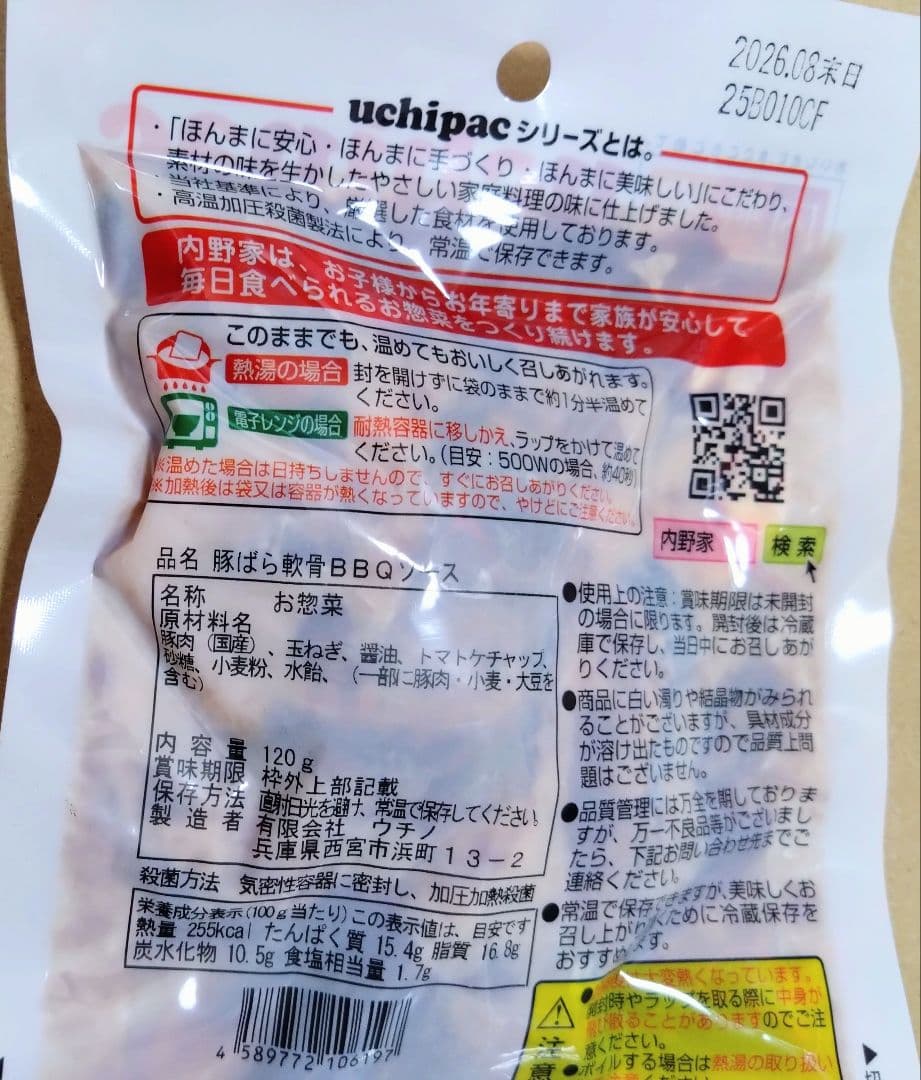 2026.08末日
25B010CF
uchipacシリーズとは。
・「ほんまに安心・ほんまに手づくり・ほんまに美味しい」にこだわり、
素材の味を生かしたやさしい家庭料理の味に仕上げました。
・当社基準により、厳選した食材を使用しております。
・高温加圧殺菌製法により、常温で保存できます。
内野家は、お子様からお年寄りまで家族が安心して
毎日食べられるお惣菜をつくり続けます。
このままでも、温めてもおいしく召しあがれます。
熱湯の場合 封を開けずに袋のままで約1分半温めて
ください。
電子レンジの場合 耐熱容器に移しかえ、ラップをかけて温めて
ください。(目安:500Wの場合、約40秒)
※温めた場合は日持ちしませんので、すぐにお召しあがりください。
※加熱後は袋又は容器が熱くなっていますので、やけどにご注意ください。
内野家 検索
品名 豚ばら軟骨BBQソース
名称 お惣菜
原材料名
豚肉(国産)、玉ねぎ、醤油、トマトケチャップ、
砂糖、小麦粉、水飴、(一部に豚肉・小麦・大豆を
含む)
内容量 120g
賞味期限 枠外上部記載
保存方法 直射日光を避け、常温で保存してください。
製造者 有限会社 ウチノ
兵庫県西宮市浜町13-2
殺菌方法 気密性容器に密封し、加圧加熱殺菌
栄養成分表示(100g当たり)この表示値は、目安です
熱量 255kcal たんぱく質 15.4g 脂質 16.8g
炭水化物 10.5g 食塩相当量 1.7g
4 589772 106197
●使用上の注意:賞味期限は未開封
の場合に限ります。開封後は冷蔵
庫で保存し、当日中にお召しあが
りください。
●商品に白い濁りや結晶物がみられ
ることがございますが、具材成分
が溶け出たものですので品質上問
題はございません。
●品質管理には万全を期しておりま
すが、万一不良品等がございまし
たら、下記お問い合わせ先までご
連絡ください。
●常温で保存できますが、美味しくお
召し上がりいただくために冷蔵保存を
おすすめします。
大変熱くなっています。
開封時やラップを取る際に中身が
飛び散ることがありますのでご注
意ください。
●ボイルする場合は熱湯の取り扱い
注意